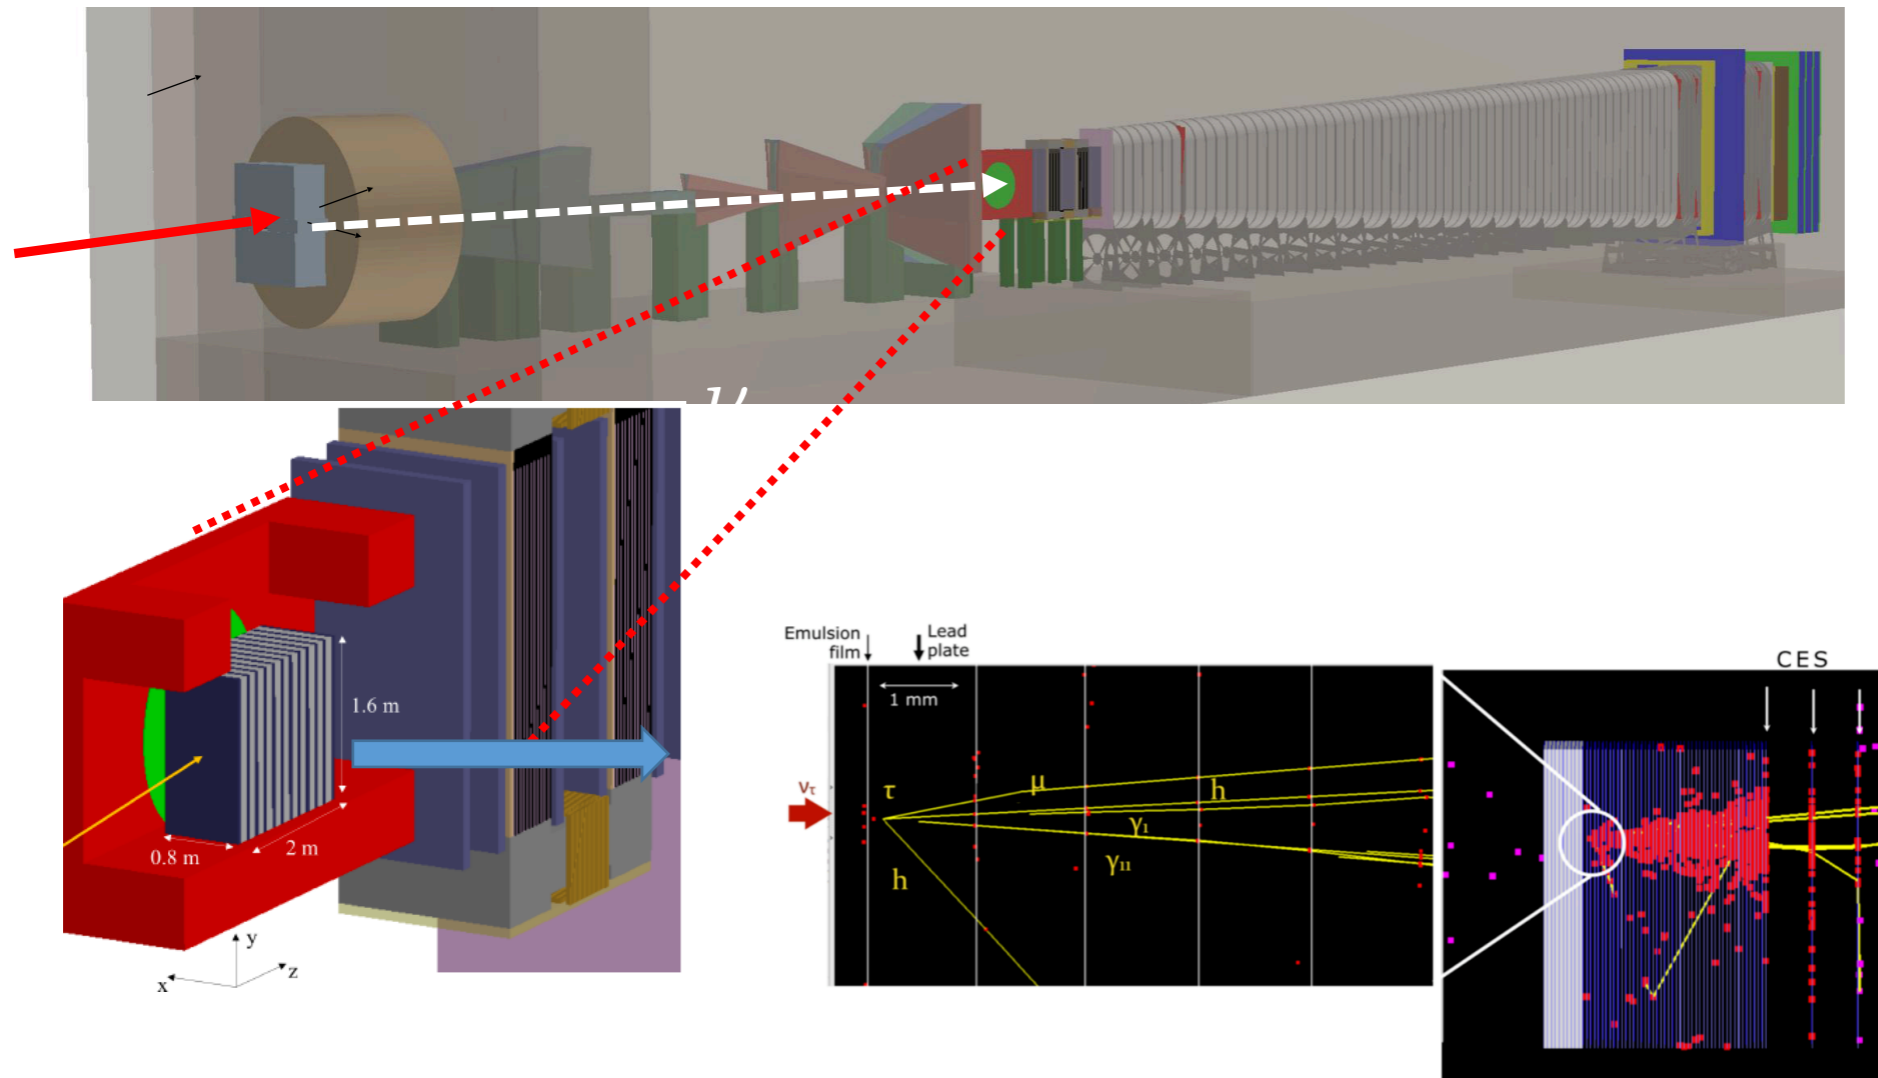 ν
1.6 m
0.8 m
2 m
y
z
x
Emulsion
film
Lead
plate
1 mm
ντ
τ
μ
h
γI
γII
h
CES